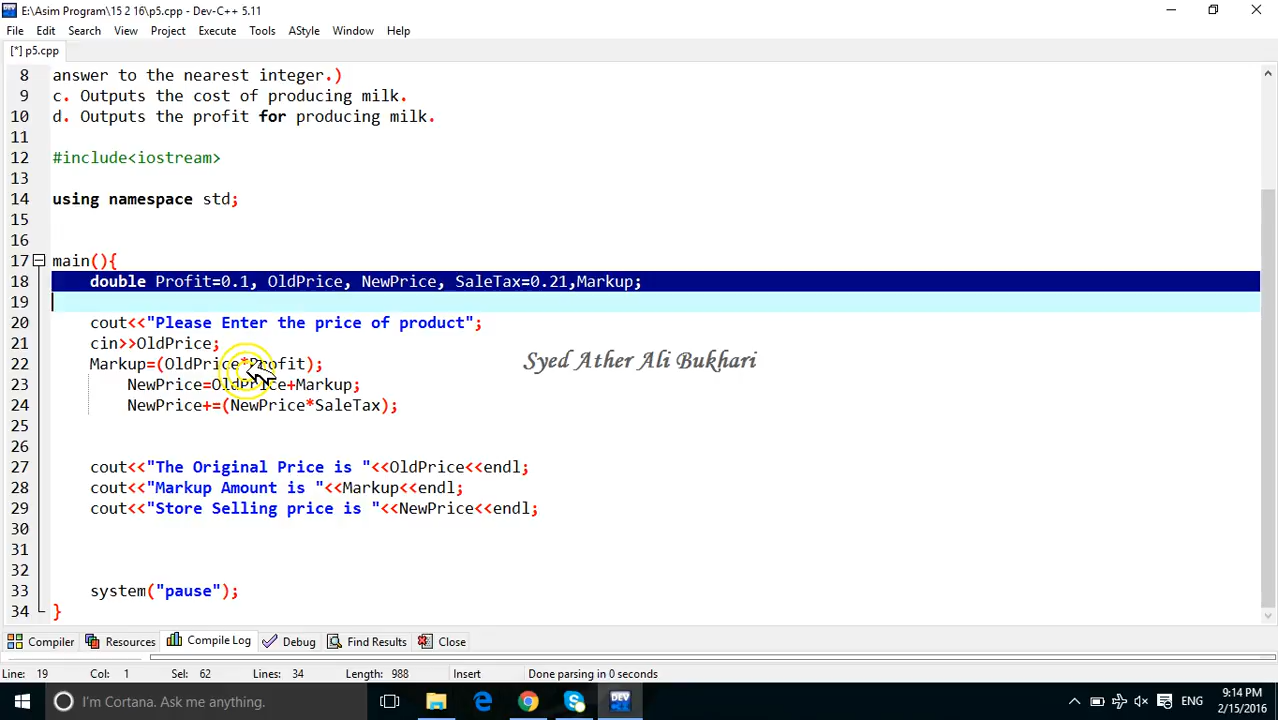 E:\Asim Program\15 2 16\p5.cpp - Dev-C++ 5.11
File Edit Search View Project Execute Tools AStyle Window Help
[*] p5.cpp
8 answer to the nearest integer.)
9 c. Outputs the cost of producing milk.
10 d. Outputs the profit for producing milk.
11
12 #include<iostream>
13
14 using namespace std;
15
16
17 main(){
18 double Profit=0.1, OldPrice, NewPrice, SaleTax=0.21,Markup;
19
20 cout<<"Please Enter the price of product";
21 cin>>OldPrice;
22 Markup=(OldPrice*Profit);
Syed Ather Ali Bukhari
23 NewPrice=OldPrice+Markup;
24 NewPrice+=(NewPrice*SaleTax);
25
26
27 cout<<"The Original Price is "<<OldPrice<<endl;
28 cout<<"Markup Amount is "<<Markup<<endl;
29 cout<<"Store Selling price is "<<NewPrice<<endl;
30
31
32
33 system("pause");
34 }
Compiler Resources Compile Log Debug Find Results Close
Line: 19 Col: 1 Sel: 62 Lines: 34 Length: 988 Insert Done parsing in 0 seconds
I'm Cortana. Ask me anything.
ENG
9:14 PM
2/15/2016